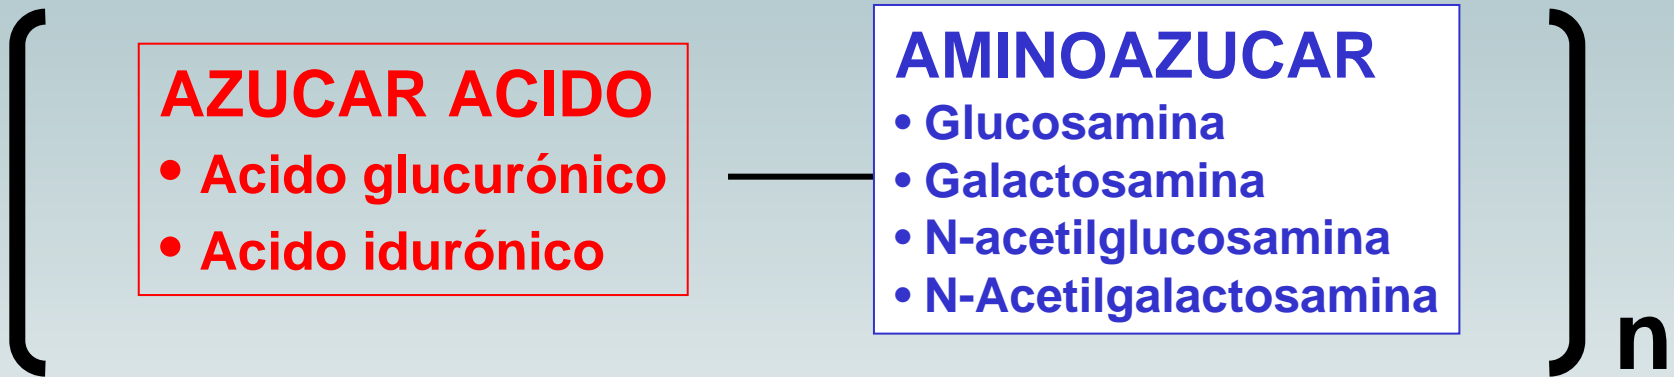 AZUCAR ACIDO
• Acido glucurónico
• Acido idurónico
AMINOAZUCAR
• Glucosamina
• Galactosamina
• N-acetilglucosamina
• N-Acetilgalactosamina
n